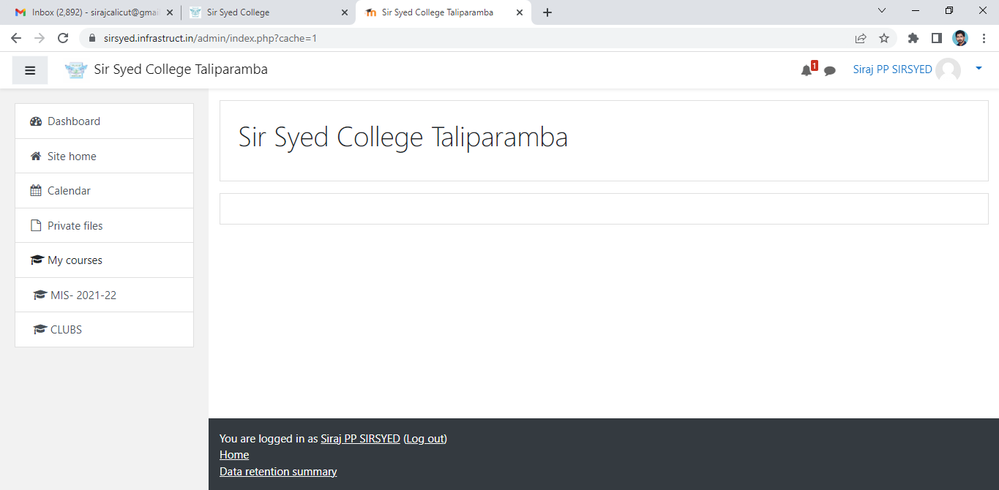 Inbox (2,892) - sirajcalicut@gmai
Sir Syed College
Sir Syed College Taliparamba
sirsyed.infrastruct.in/admin/index.php?cache=1
Sir Syed College Taliparamba
1
Siraj PP SIRSYED
Dashboard
Site home
Calendar
Private files
My courses
MIS- 2021-22
CLUBS
Sir Syed College Taliparamba
You are logged in as Siraj PP SIRSYED (Log out)
Home
Data retention summary